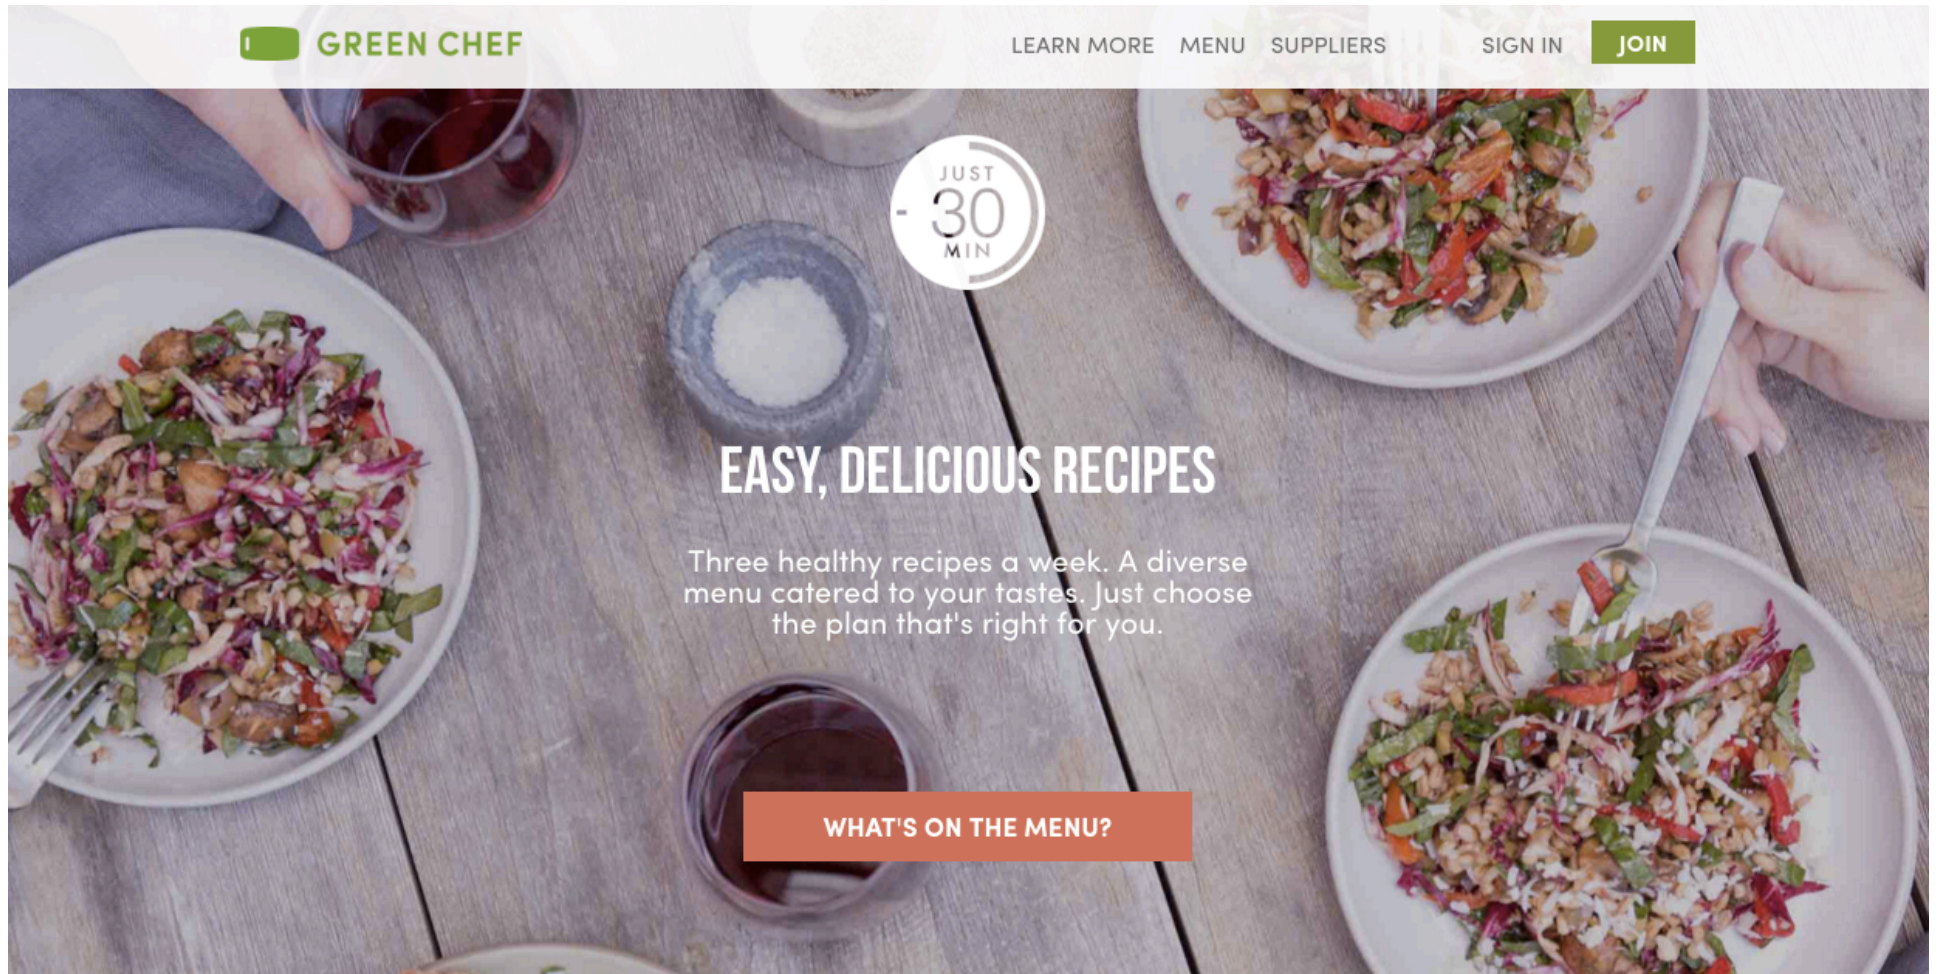 GREEN CHEF
LEARN MORE MENU SUPPLIERS SIGN IN JOIN
JUST
30
MIN
EASY, DELICIOUS RECIPES
Three healthy recipes a week. A diverse
menu catered to your tastes. Just choose
the plan that's right for you.
WHAT'S ON THE MENU?